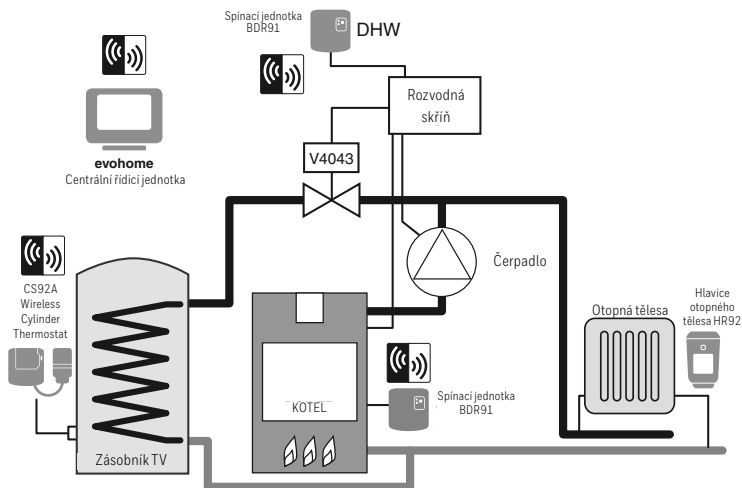 Spínací jednotka
BDR91
DHW
Rozvodná
skříň
V4043
evohome
Centrální řídicí jednotka
Čerpadlo
CS92A
Wireless
Cylinder
Thermostat
Hlavice
otopného
tělesa HR92
Otopná tělesa
KOTEL
Spínací jednotka
BDR91
Zásobník TV